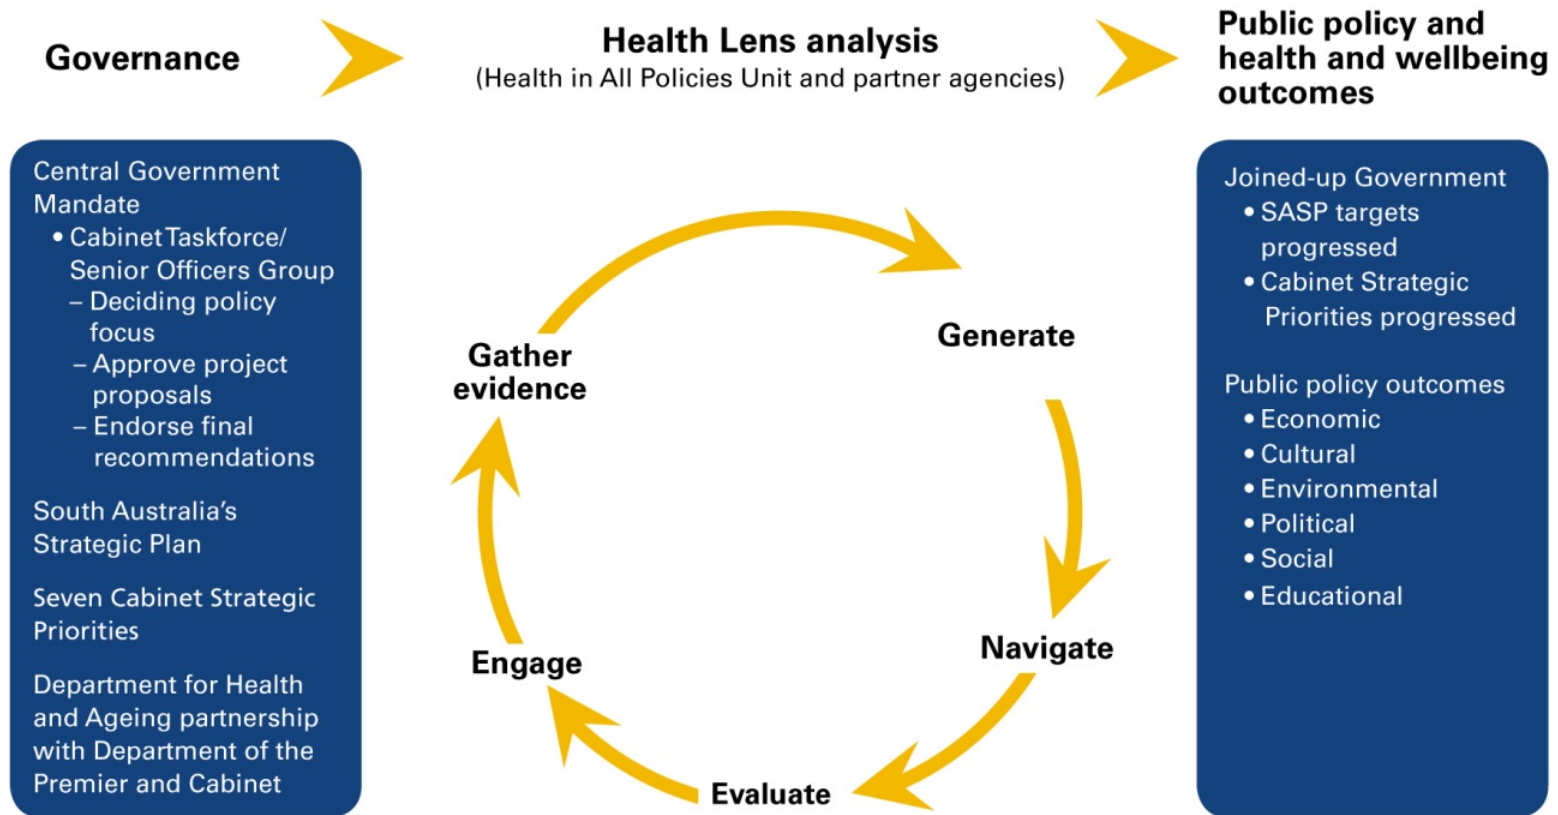 Governance
Health Lens analysis
(Health in All Policies Unit and partner agencies)
Public policy and
health and wellbeing
outcomes
Central Government
Mandate
• Cabinet Taskforce/
Senior Officers Group
– Deciding policy
focus
– Approve project
proposals
– Endorse final
recommendations
South Australia's
Strategic Plan
Seven Cabinet Strategic
Priorities
Department for Health
and Ageing partnership
with Department of the
Premier and Cabinet
Gather
evidence
Generate
Navigate
Evaluate
Engage
Joined-up Government
• SASP targets
progressed
• Cabinet Strategic
Priorities progressed
Public policy outcomes
• Economic
• Cultural
• Environmental
• Political
• Social
• Educational